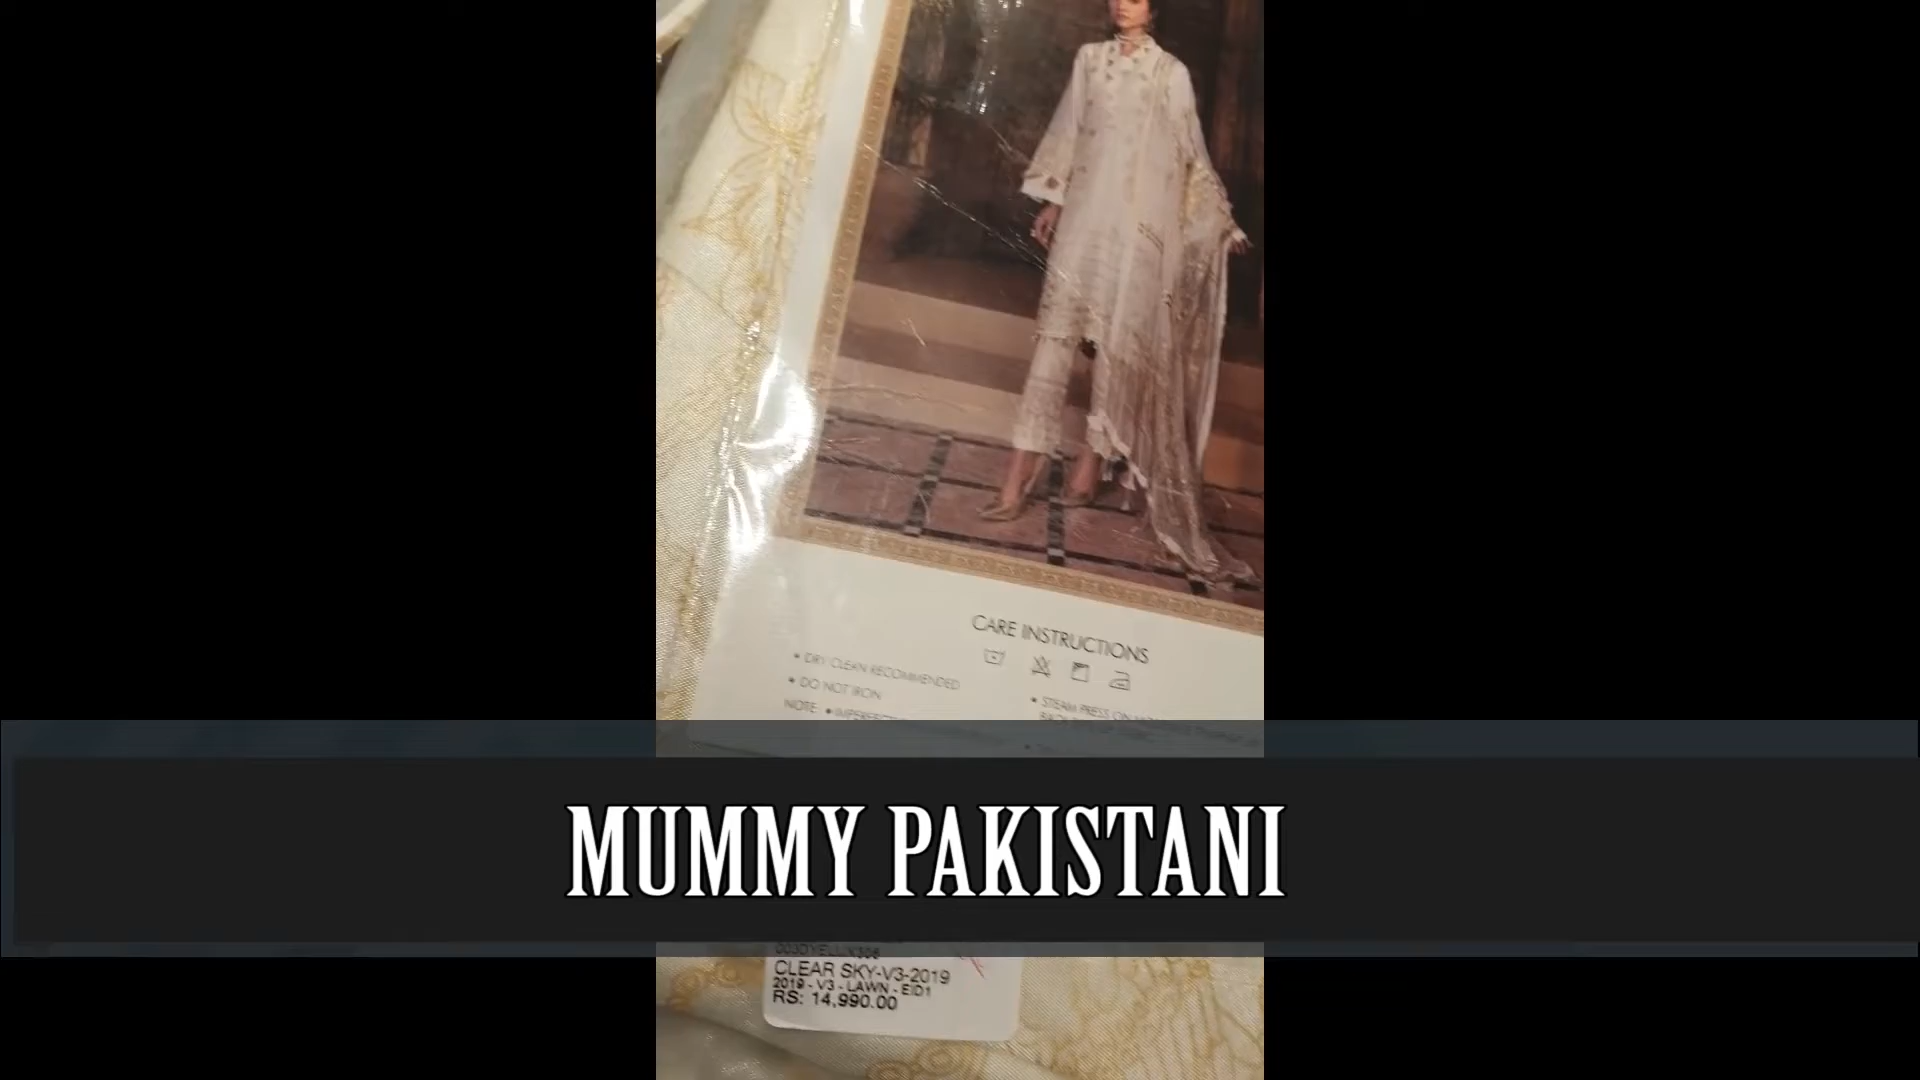 CARE INSTRUCTIONS
• DRY CLEAN RECOMMENDED
• DO NOT IRON
NOTE:
• STEAM PRESS ON
MUMMY PAKISTANI
CLEAR SKY-V3-2019
2019 - V3 - LAWN - EID1
RS: 14,990.00